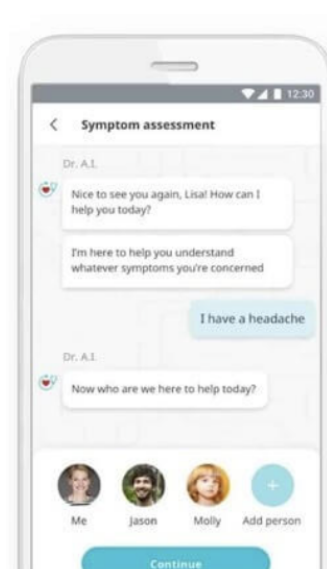 12:30
Symptom assessment
Dr. A.I.
Nice to see you again, Lisa! How can I
help you today?
I'm here to help you understand
whatever symptoms you're concerned
I have a headache
Dr. A.I.
Now who are we here to help today?
Me
Jason
Molly
Add person
Continue